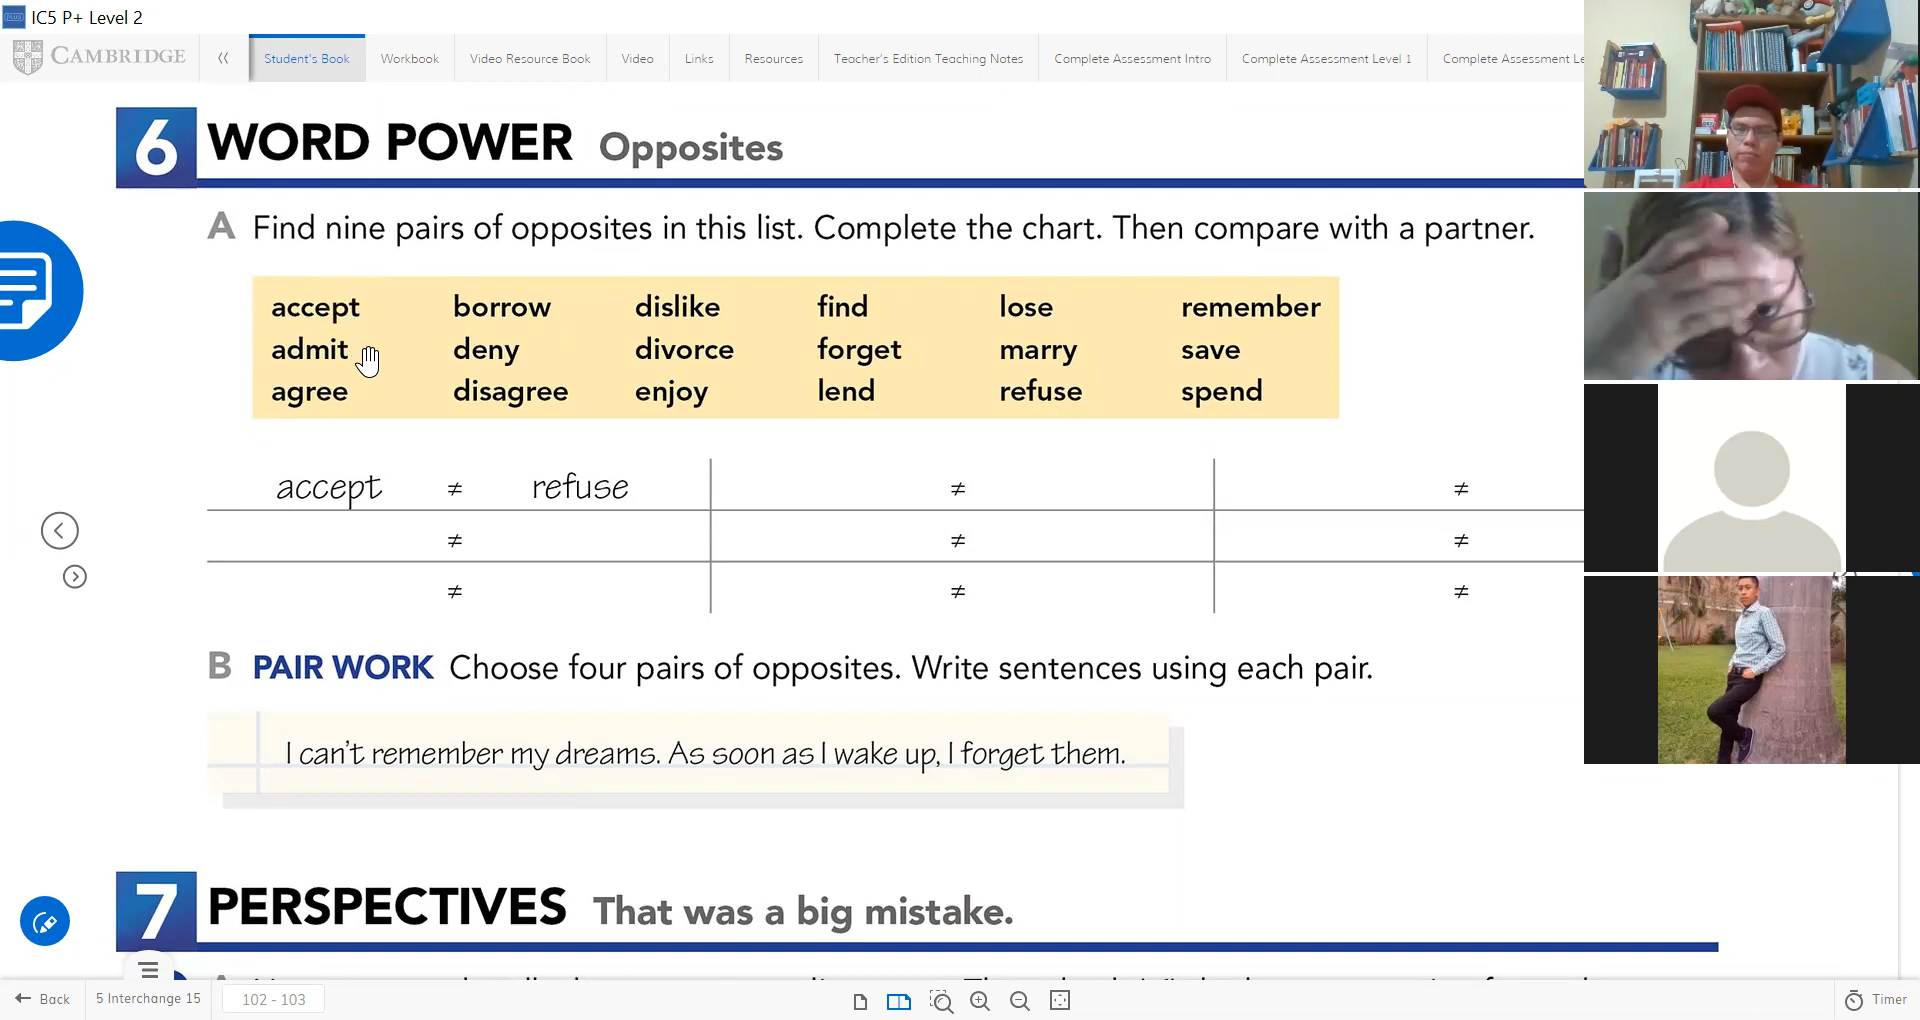 IC5 P+ Level 2
CAMBRIDGE
Student's Book Workbook Video Resource Book Video Links Resources Teacher's Edition Teaching Notes Complete Assessment Intro Complete Assessment Level 1 Complete Assessment Le
6 WORD POWER Opposites
A Find nine pairs of opposites in this list. Complete the chart. Then compare with a partner.
accept borrow dislike find lose remember
admit deny divorce forget marry save
agree disagree enjoy lend refuse spend
accept ≠ refuse ≠ ≠
≠ ≠ ≠
≠ ≠ ≠
B PAIR WORK Choose four pairs of opposites. Write sentences using each pair.
I can't remember my dreams. As soon as I wake up, I forget them.
7 PERSPECTIVES That was a big mistake.
Back 5 Interchange 15 102 - 103 Timer